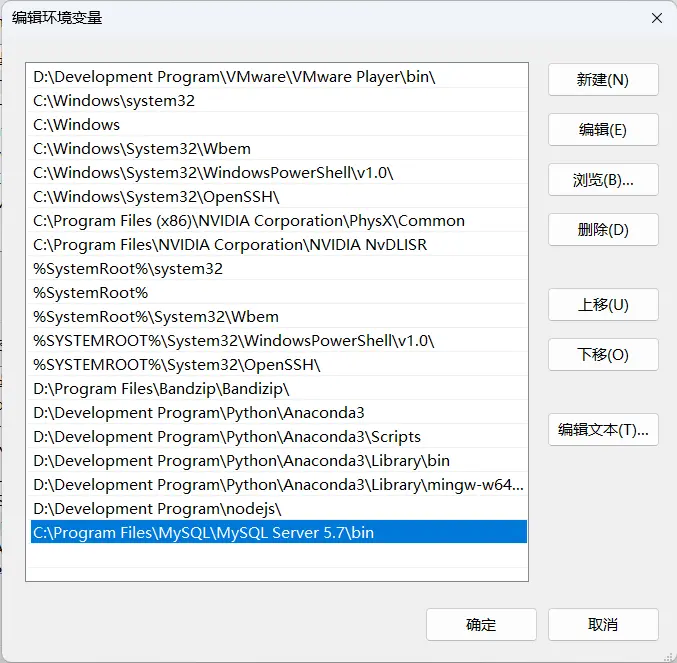 编辑环境变量
D:\Development Program\VMware\VMware Player\bin\
C:\Windows\system32
C:\Windows
C:\Windows\System32\Wbem
C:\Windows\System32\WindowsPowerShell\v1.0\
C:\Windows\System32\OpenSSH\
C:\Program Files (x86)\NVIDIA Corporation\PhysX\Common
C:\Program Files\NVIDIA Corporation\NVIDIA NvDLISR
%SystemRoot%\system32
%SystemRoot%
%SystemRoot%\System32\Wbem
%SYSTEMROOT%\System32\WindowsPowerShell\v1.0\
%SYSTEMROOT%\System32\OpenSSH\
D:\Program Files\Bandzip\Bandizip\
D:\Development Program\Python\Anaconda3
D:\Development Program\Python\Anaconda3\Scripts
D:\Development Program\Python\Anaconda3\Library\bin
D:\Development Program\Python\Anaconda3\Library\mingw-w64...
D:\Development Program\nodejs\
C:\Program Files\MySQL\MySQL Server 5.7\bin
新建(N)
编辑(E)
浏览(B)...
删除(D)
上移(U)
下移(O)
编辑文本(T)...
确定
取消